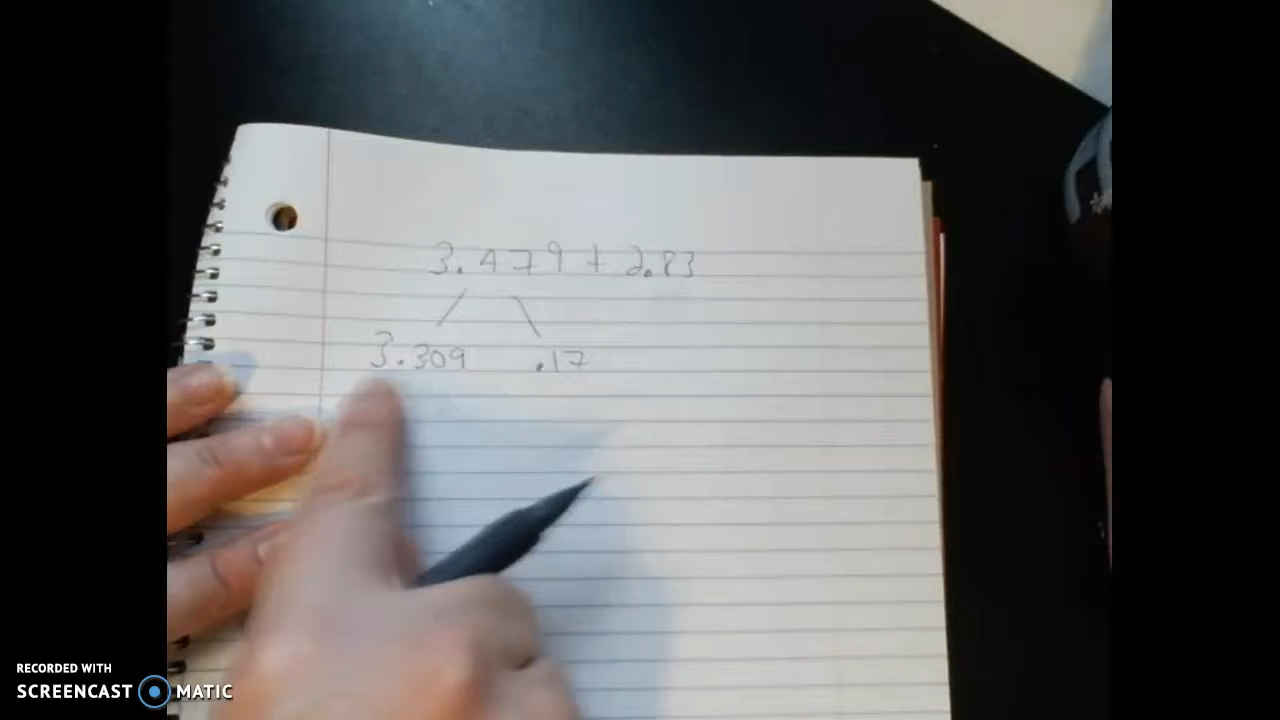 3.479 + 2.83
3.309 .17
RECORDED WITH
SCREENCAST MATIC